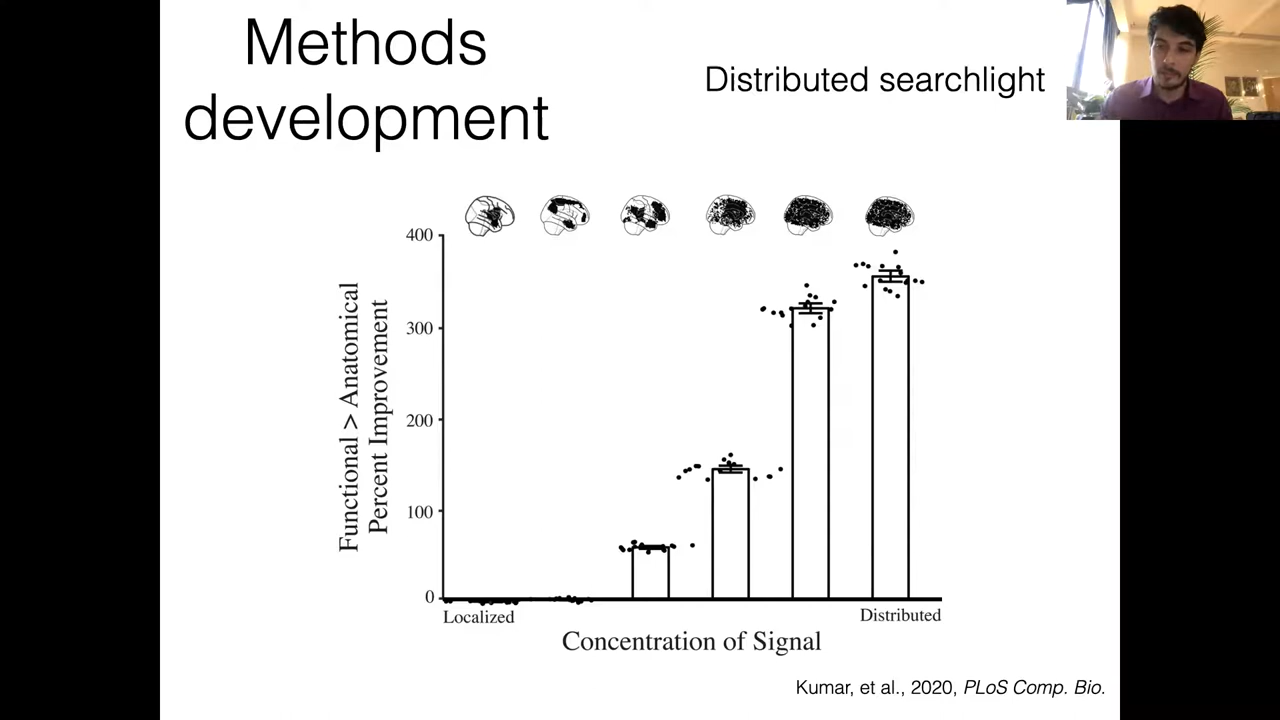 Methods
development
Distributed searchlight
Functional > Anatomical
Percent Improvement
400
300
200
100
0
Localized
Distributed
Concentration of Signal
Kumar, et al., 2020, PLoS Comp. Bio.